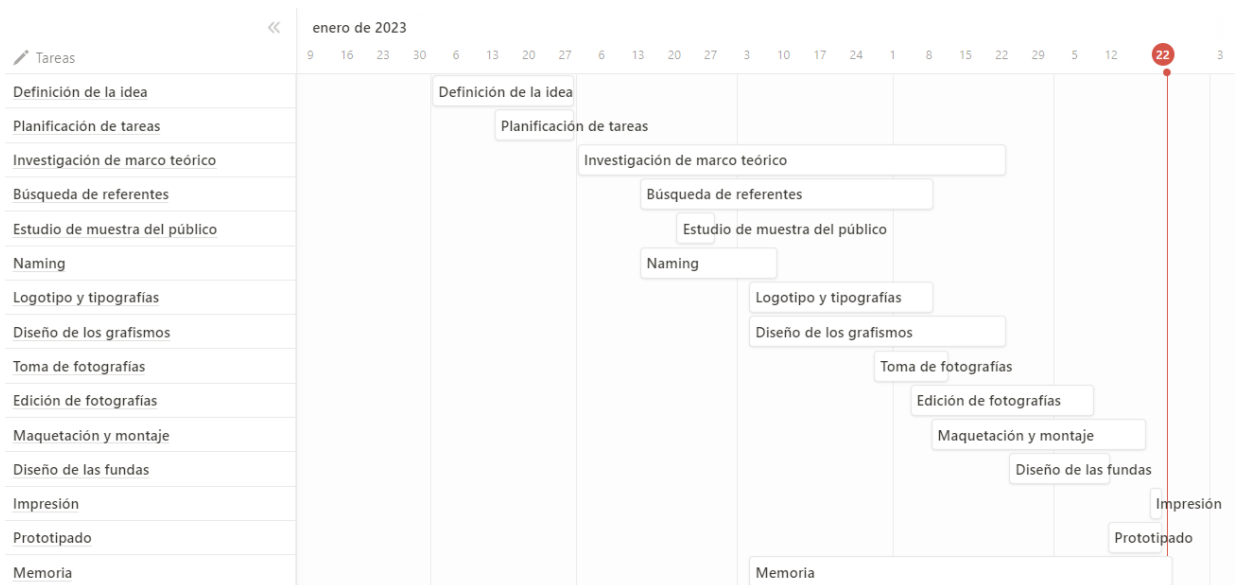 enero de 2023
Tareas
9 16 23 30 6 13 20 27 6 13 20 27 3 10 17 24 1 8 15 22 29 5 12 22 3
Definición de la idea Definición de la idea
Planificación de tareas Planificación de tareas
Investigación de marco teórico Investigación de marco teórico
Búsqueda de referentes Búsqueda de referentes
Estudio de muestra del público Estudio de muestra del público
Naming Naming
Logotipo y tipografías Logotipo y tipografías
Diseño de los grafismos Diseño de los grafismos
Toma de fotografías Toma de fotografías
Edición de fotografías Edición de fotografías
Maquetación y montaje Maquetación y montaje
Diseño de las fundas Diseño de las fundas
Impresión Impresión
Prototipado Prototipado
Memoria Memoria